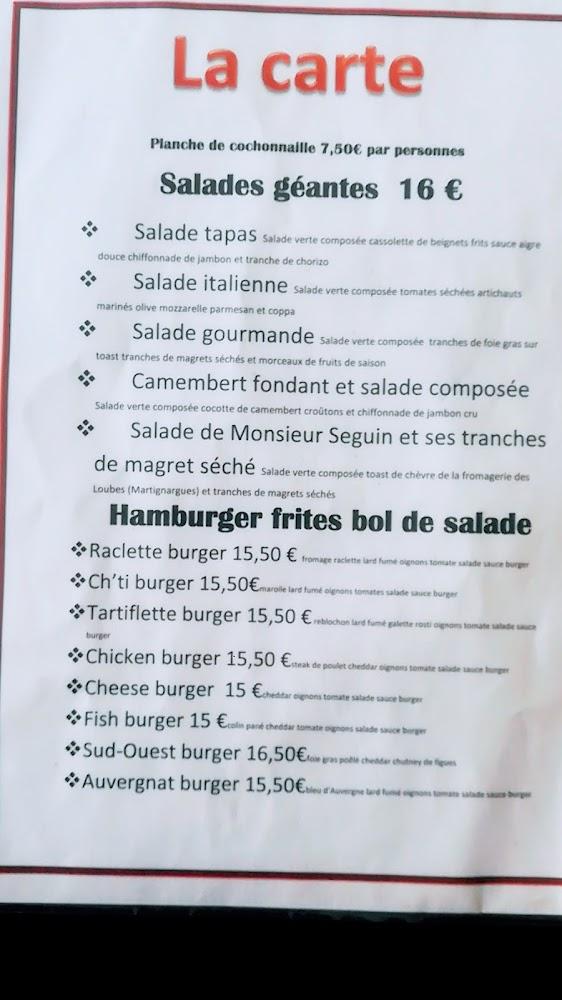 La carte
Planche de cochonnaille 7,50€ par personnes
Salades géantes 16 €
❖ Salade tapas Salade verte composée cassolette de beignets frits sauce aigre
douce chiffonnade de jambon et tranche de chorizo
❖ Salade italienne Salade verte composée tomates séchées artichauts
marinés olive mozzarelle parmesan et coppa
❖ Salade gourmande Salade verte composée tranches de foie gras sur
toast tranches de magrets séchés et morceaux de fruits de saison
❖ Camembert fondant et salade composée
Salade verte composée cocotte de camembert croûtons et chiffonnade de jambon cru
❖ Salade de Monsieur Seguin et ses tranches
de magret séché Salade verte composée toast de chèvre de la fromagerie des
Loubes (Martignargues) et tranches de magrets séchés
Hamburger frites bol de salade
❖Raclette burger 15,50 € fromage raclette lard fumé oignons tomate salade sauce burger
❖Ch'ti burger 15,50€maroille lard fumé oignons tomates salade sauce burger
❖Tartiflette burger 15,50 € reblochon lard fumé galette rosti oignons tomate salade sauce
burger
❖Chicken burger 15,50 €steak de poulet cheddar oignons tomate salade sauce burger
❖Cheese burger 15 €cheddar oignons tomate salade sauce burger
❖Fish burger 15 €colin pané cheddar tomate oignons salade sauce burger
❖Sud-Ouest burger 16,50€foie gras poêlé cheddar chutney de figues
❖Auvergnat burger 15,50€bleu d'Auvergne lard fumé oignons tomate salade sauce burger